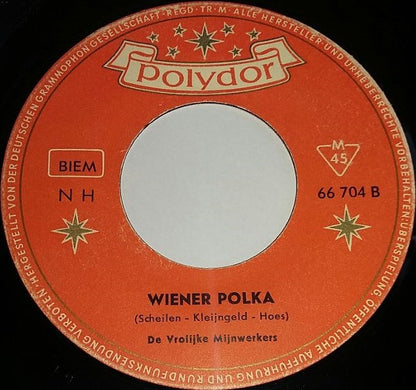 HERGESTELLT VON DER DEUTSCHEN GRAMMOPHON GESELLSCHAFT · REGD · TR · M · ALLE HERSTELLER UND URHEBERRECHTE VORBEHALTEN · ÜBERSPIELUNG, ÖFFENTLICHE AUFFÜHRUNG UND RUNDFUNKSENDUNG VERBOTEN ·
Polydor
BIEM
M
45
N H
66 704 B
WIENER POLKA
(Scheilen - Kleijngeld - Hoes)
De Vrolijke Mijnwerkers